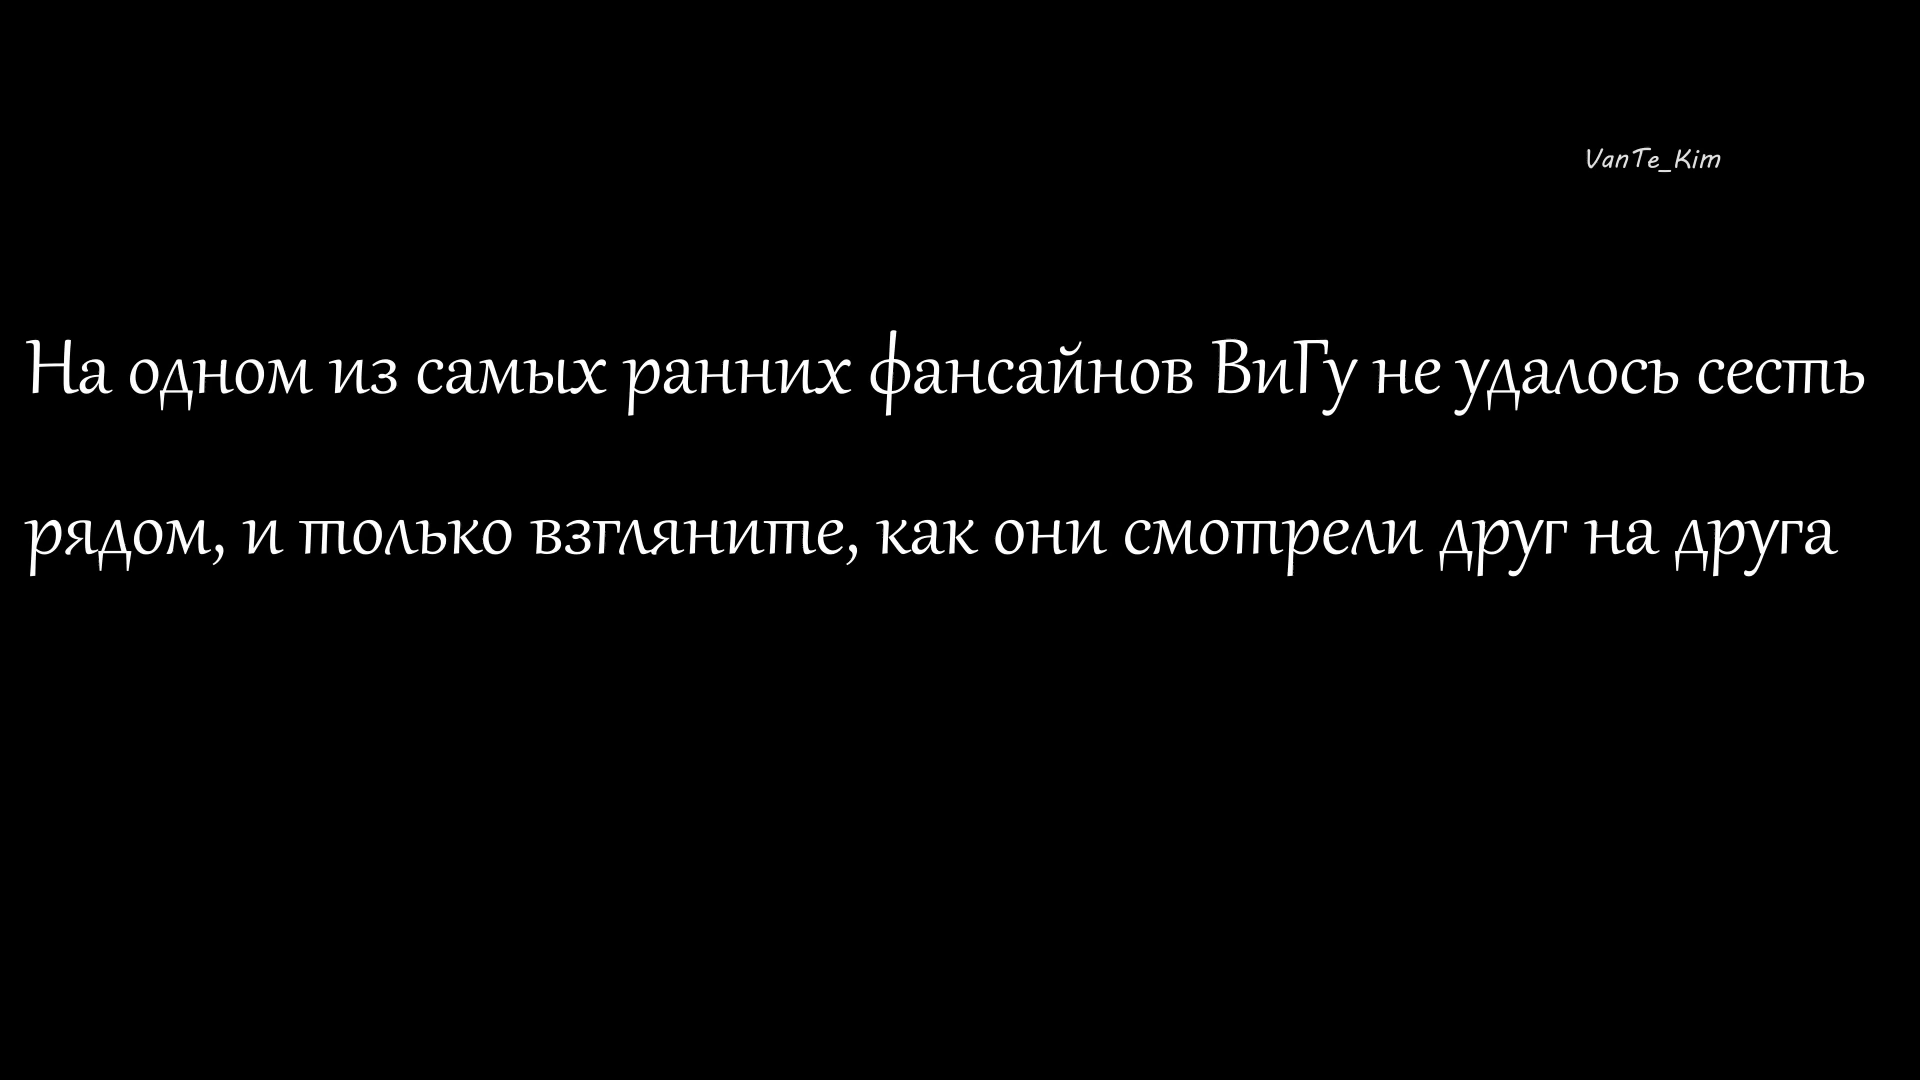 VanTe_Kim
На одном из самых ранних фансайнов ВиГу не удалось сесть
рядом, и только взгляните, как они смотрели друг на друга